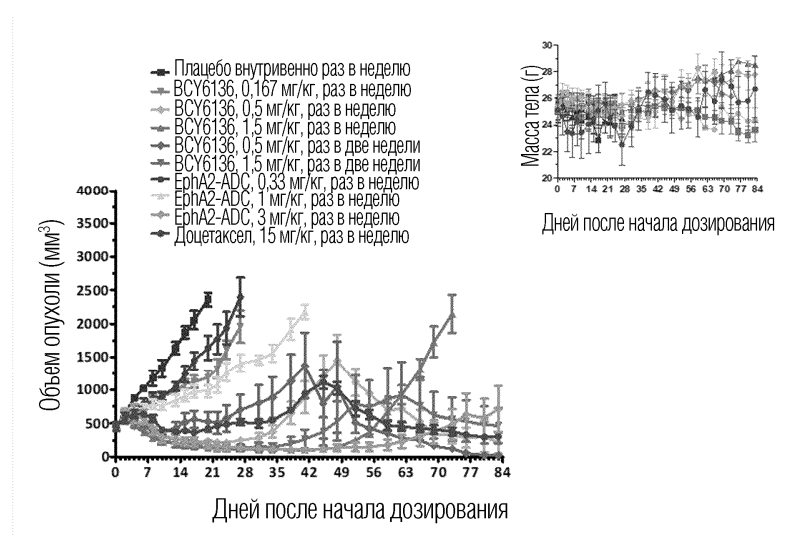 Плацебо внутривенно раз в неделю
BCY6136, 0,167 мг/кг, раз в неделю
BCY6136, 0,5 мг/кг, раз в неделю
BCY6136, 1,5 мг/кг, раз в неделю
BCY6136, 0,5 мг/кг, раз в две недели
BCY6136, 1,5 мг/кг, раз в две недели
EphA2-ADC, 0,33 мг/кг, раз в неделю
EphA2-ADC, 1 мг/кг, раз в неделю
EphA2-ADC, 3 мг/кг, раз в неделю
Доцетаксел, 15 мг/кг, раз в неделю
Объем опухоли (мм³)
4000
3500
3000
2500
2000
1500
1000
500
0
0 7 14 21 28 35 42 49 56 63 70 77 84
Дней после начала дозирования
Масса тела (г)
30
28
26
24
22
20
0 7 14 21 28 35 42 49 56 63 70 77 84
Дней после начала дозирования